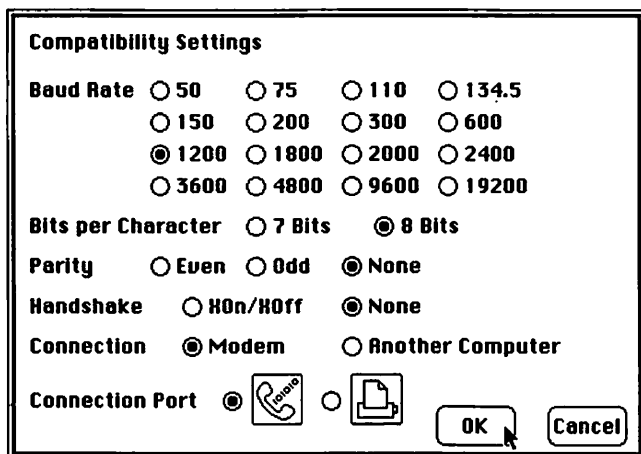 Compatibility Settings
Baud Rate 50 75 110 134.5
150 200 300 600
1200 1800 2000 2400
3600 4800 9600 19200
Bits per Character 7 Bits 8 Bits
Parity Even Odd None
Handshake XOn/XOff None
Connection Modem Another Computer
Connection Port
OK Cancel